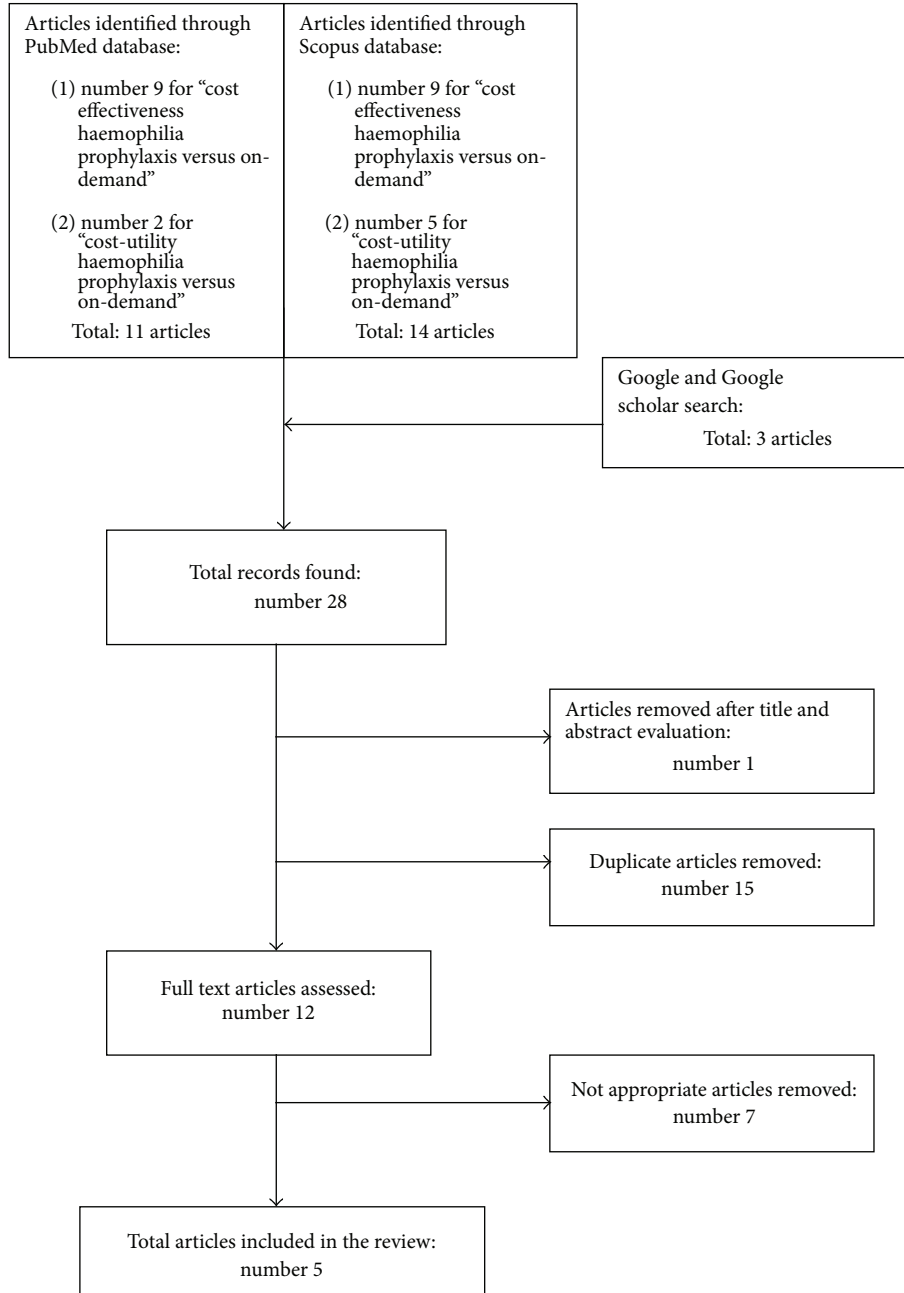 Articles identified through
PubMed database:
(1) number 9 for “cost
effectiveness
haemophilia
prophylaxis versus on-
demand”
(2) number 2 for
“cost-utility
haemophilia
prophylaxis versus
on-demand”
Total: 11 articles
Articles identified through
Scopus database:
(1) number 9 for “cost
effectiveness
haemophilia
prophylaxis versus on-
demand”
(2) number 5 for
“cost-utility
haemophilia
prophylaxis versus
on-demand”
Total: 14 articles
Google and Google
scholar search:
Total: 3 articles
Total records found:
number 28
Articles removed after title and
abstract evaluation:
number 1
Duplicate articles removed:
number 15
Full text articles assessed:
number 12
Not appropriate articles removed:
number 7
Total articles included in the review:
number 5